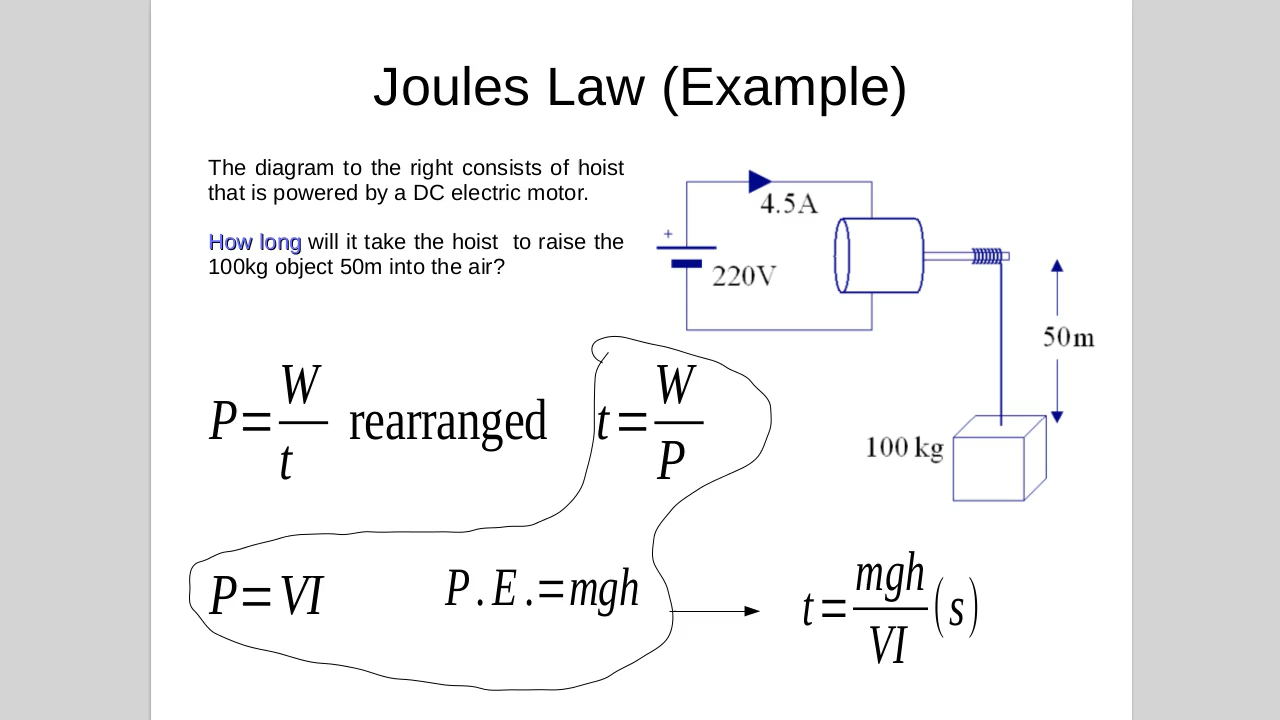 Joules Law (Example)
The diagram to the right consists of hoist
that is powered by a DC electric motor.
How long will it take the hoist to raise the
100kg object 50m into the air?
4.5A
+
220V
50m
100 kg
P=W/t rearranged t=W/P
P=VI P.E.=mgh
t=mgh/VI(s)